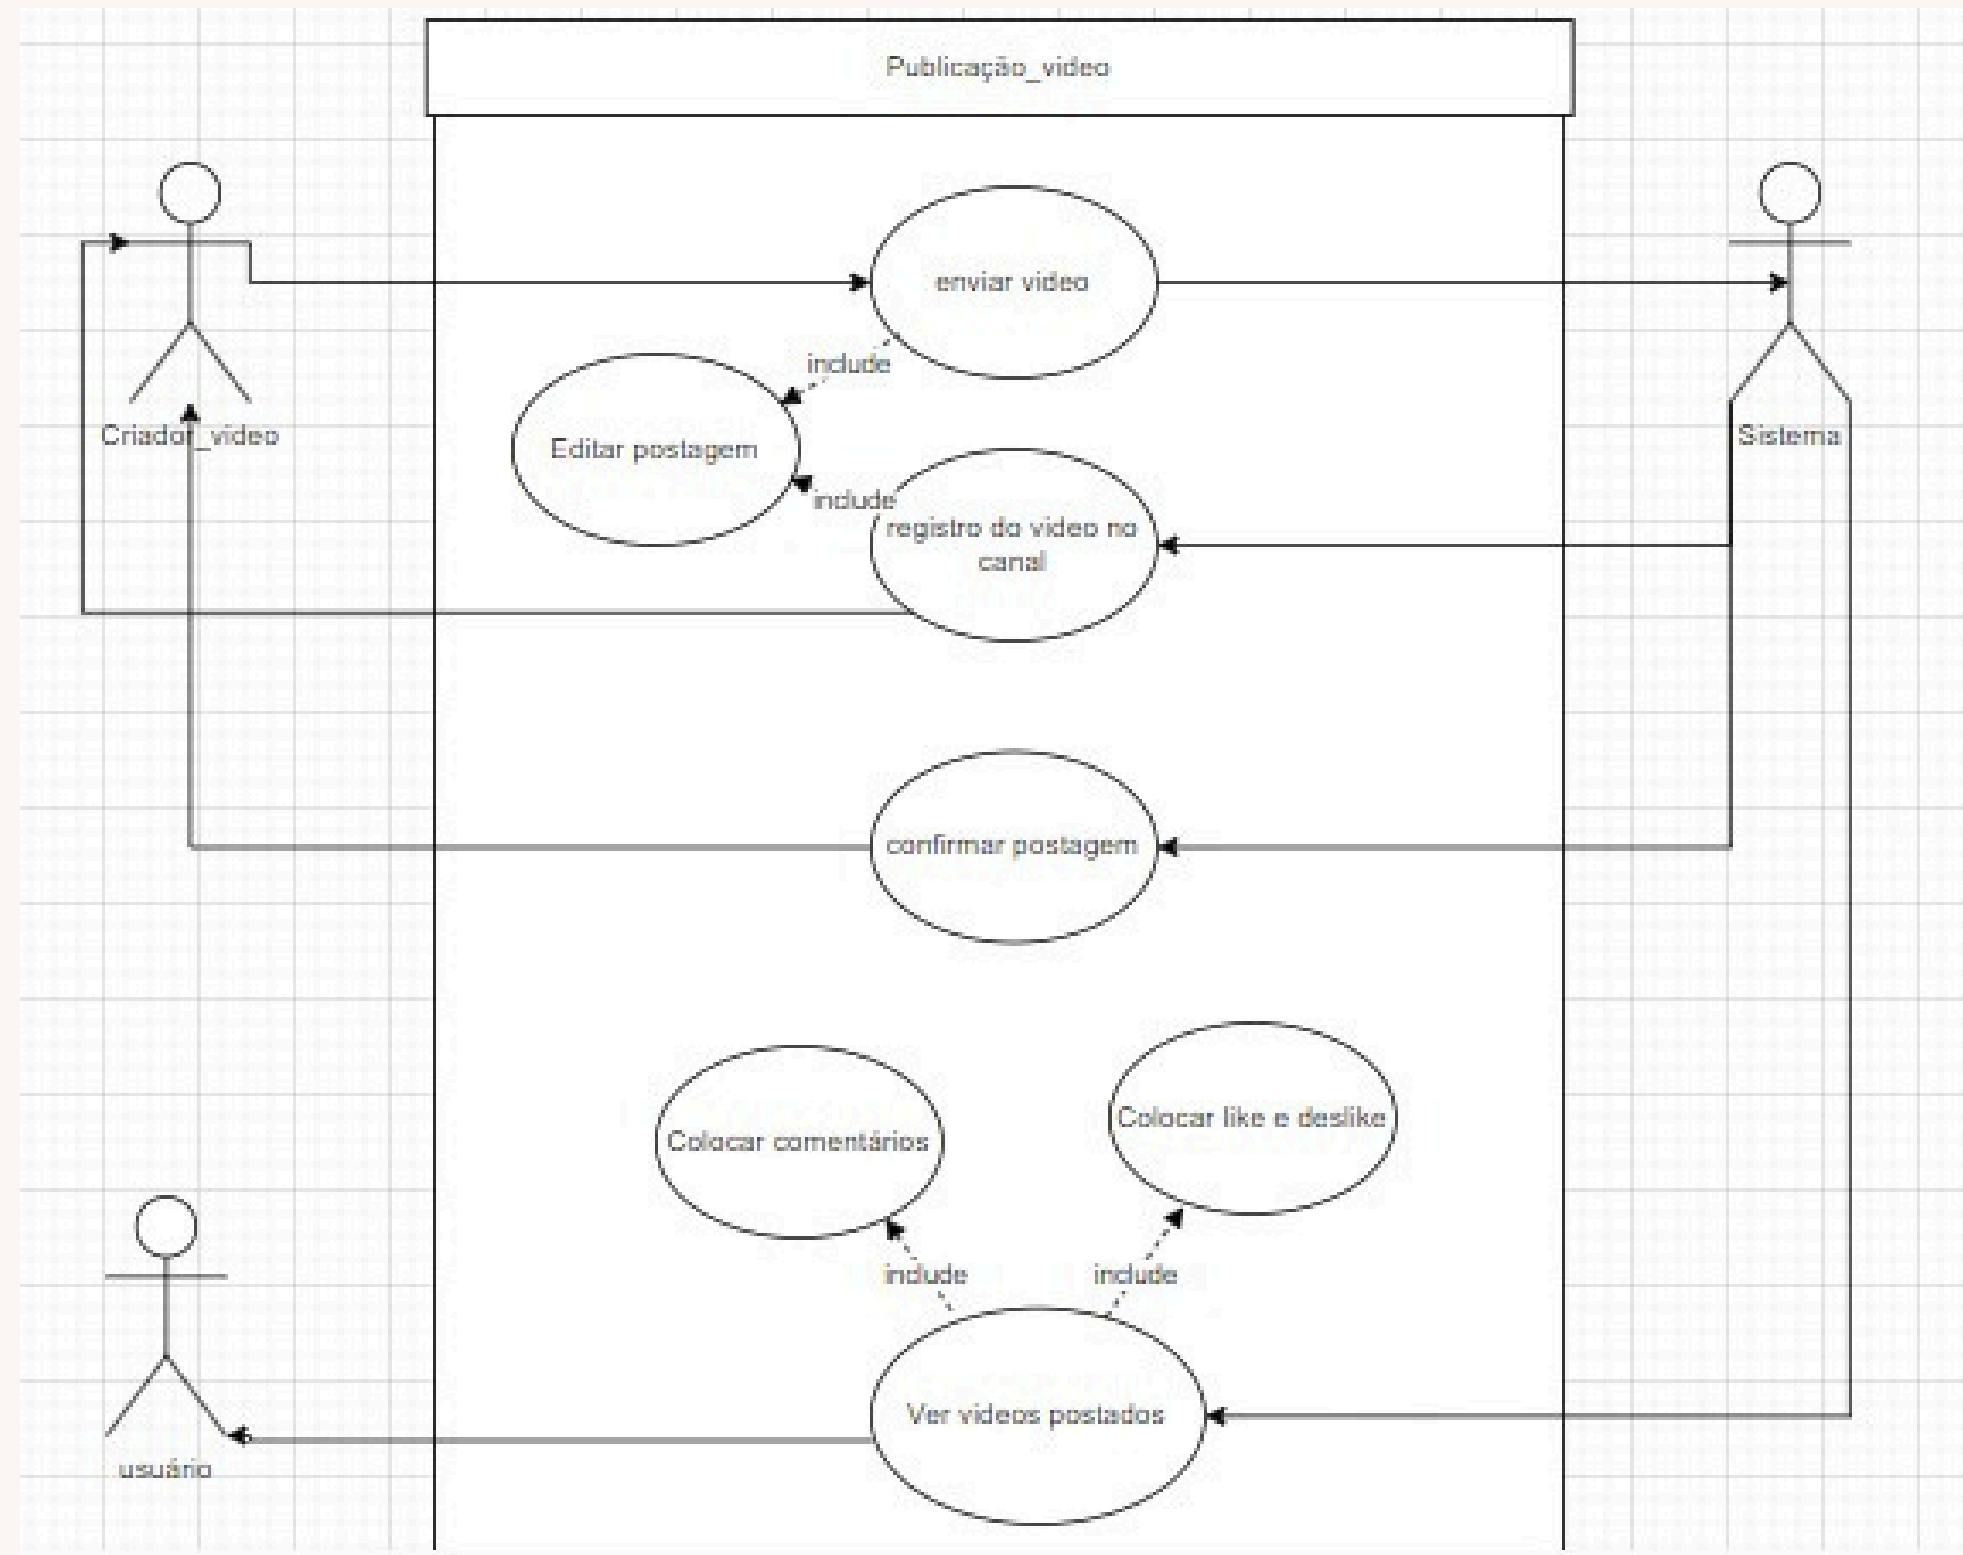 Publicação_video
enviar video
include
Editar postagem
Criador_video
Sistema
include
registro do video no
canal
confirmar postagem
Colocar comentários
Colocar like e deslike
include
include
Ver videos postados
usuário